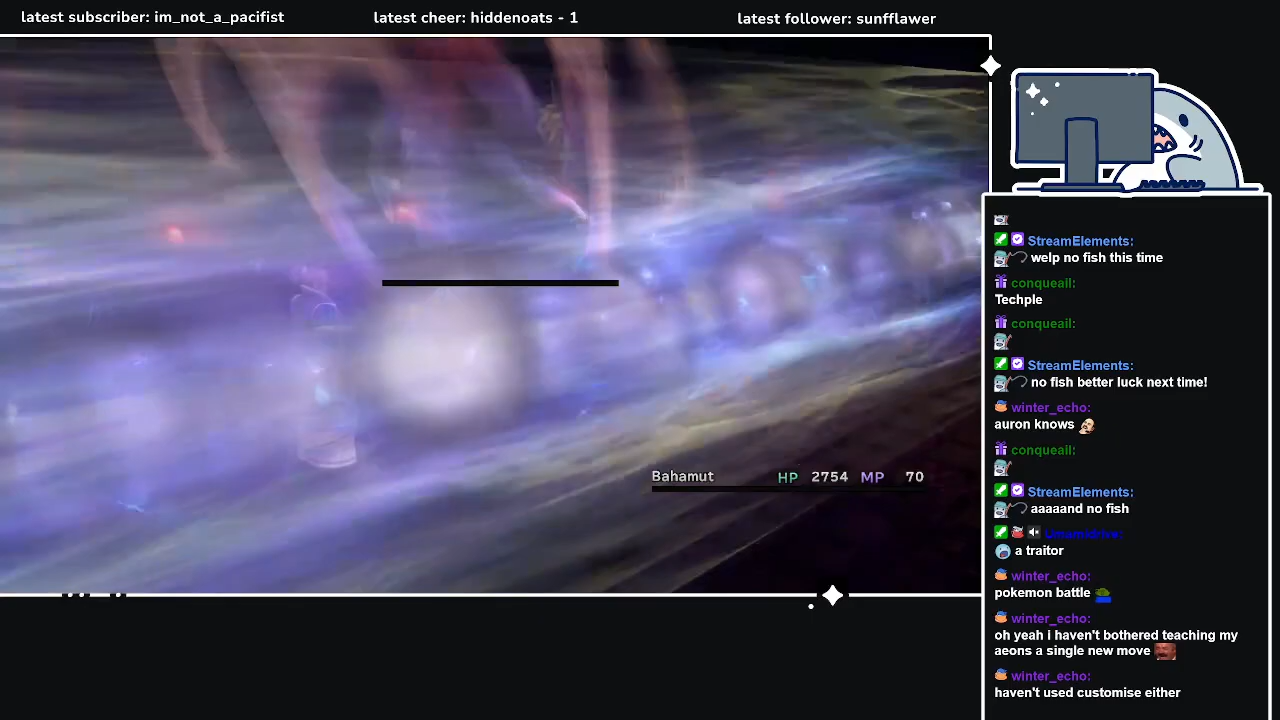 latest subscriber: im_not_a_pacifist
latest cheer: hiddenoats - 1
latest follower: sunfflawer
StreamElements:
welp no fish this time
conqueail:
Techple
conqueail:
StreamElements:
no fish better luck next time!
winter_echo:
auron knows
conqueail:
StreamElements:
aaaaand no fish
Umumidrive:
a traitor
winter_echo:
pokemon battle
winter_echo:
oh yeah i haven't bothered teaching my
aeons a single new move
winter_echo:
haven't used customise either
Bahamut HP 2754 MP 70